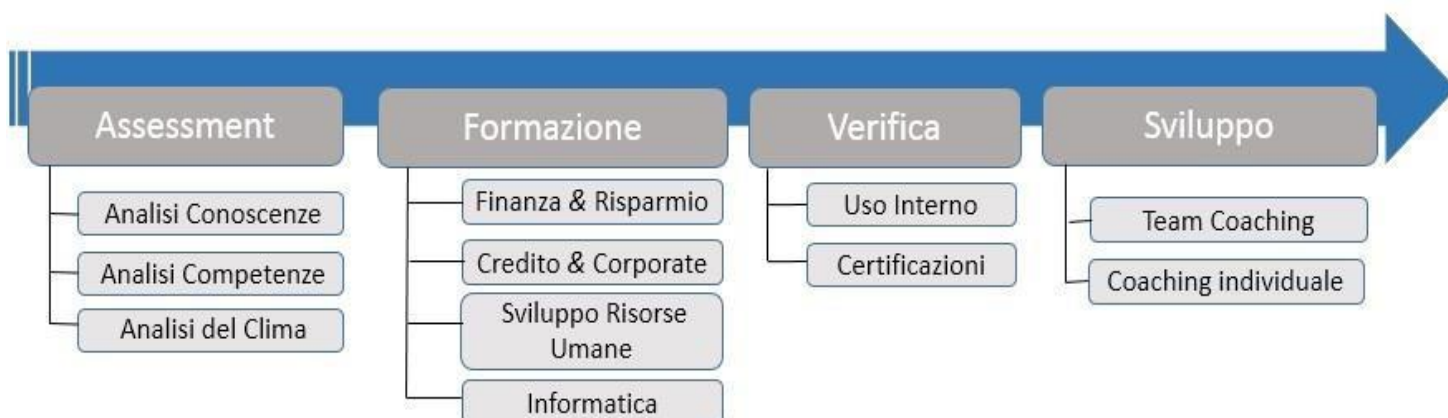 Assessment
Analisi Conoscenze
Analisi Competenze
Analisi del Clima
Formazione
Finanza & Risparmio
Credito & Corporate
Sviluppo Risorse
Umane
Informatica
Verifica
Uso Interno
Certificazioni
Sviluppo
Team Coaching
Coaching individuale